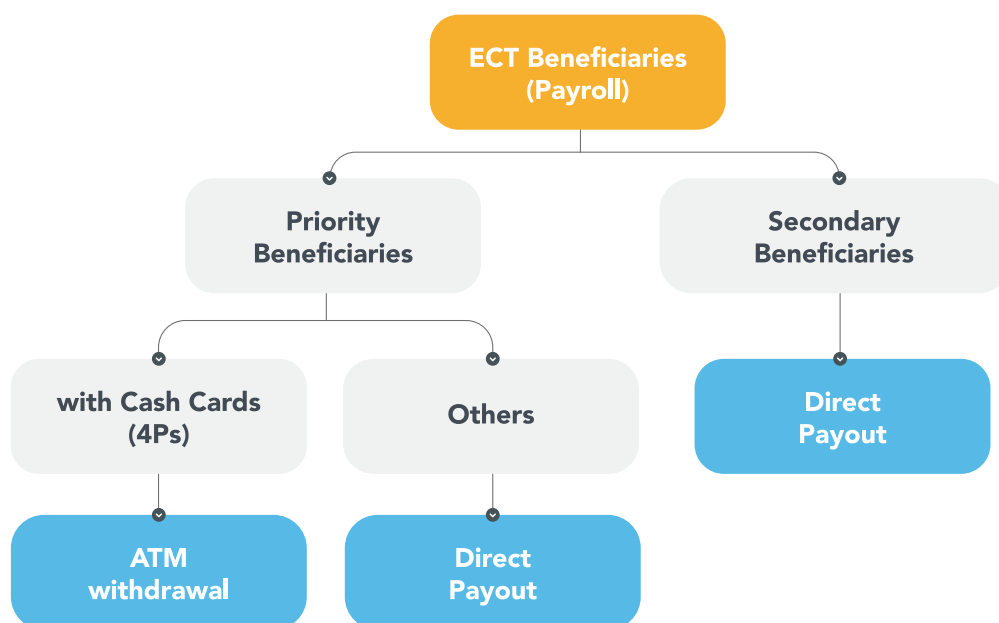 ECT Beneficiaries
(Payroll)
Priority
Beneficiaries
Secondary
Beneficiaries
with Cash Cards
(4Ps)
Others
Direct
Payout
ATM
withdrawal
Direct
Payout